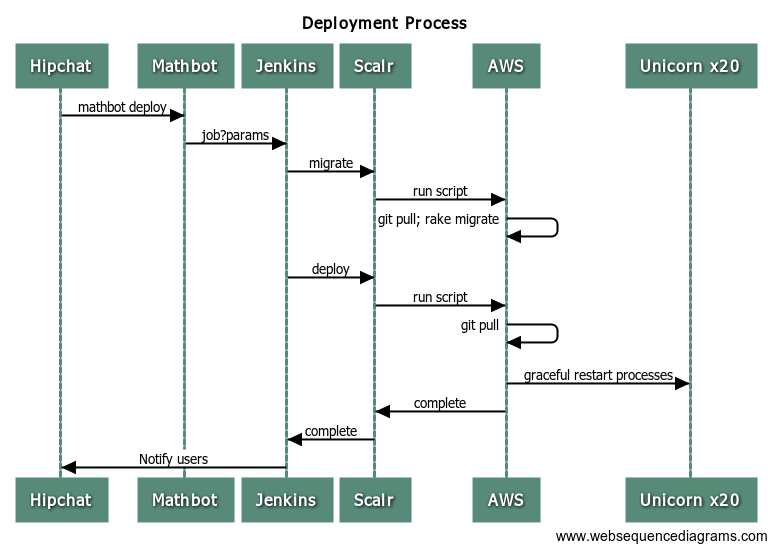 Deployment Process
Hipchat Mathbot Jenkins Scalr AWS Unicorn x20
mathbot deploy
job?params
migrate
run script
git pull; rake migrate
deploy
run script
git pull
graceful restart processes
complete
complete
Notify users
Hipchat Mathbot Jenkins Scalr AWS Unicorn x20
www.websequencediagrams.com